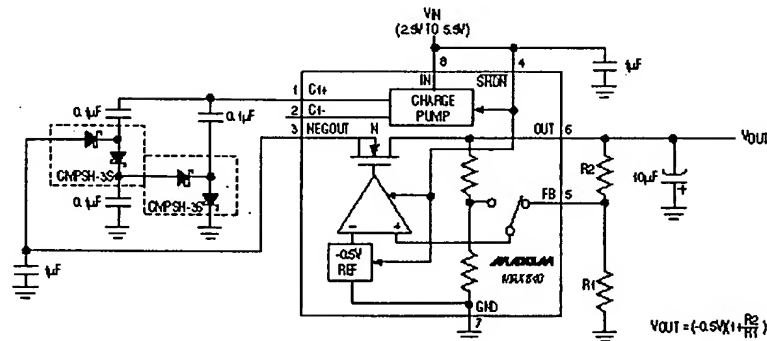 VIN
(2.5V TO 5.5V)
8
4
IN
SHDN
1µF
1 C1+
2 C1-
3 NEGOUT
CHARGE
PUMP
0.1µF
0.1µF
N
OUT 6
VOUT
CMPSH-3S
CMPSH-3S
0.1µF
R2
10µF
+
FB 5
-
+
-0.5V
REF
MAXIM
MAX840
1µF
R1
GND
7
VOUT = (-0.5V)(1+R2/R1)